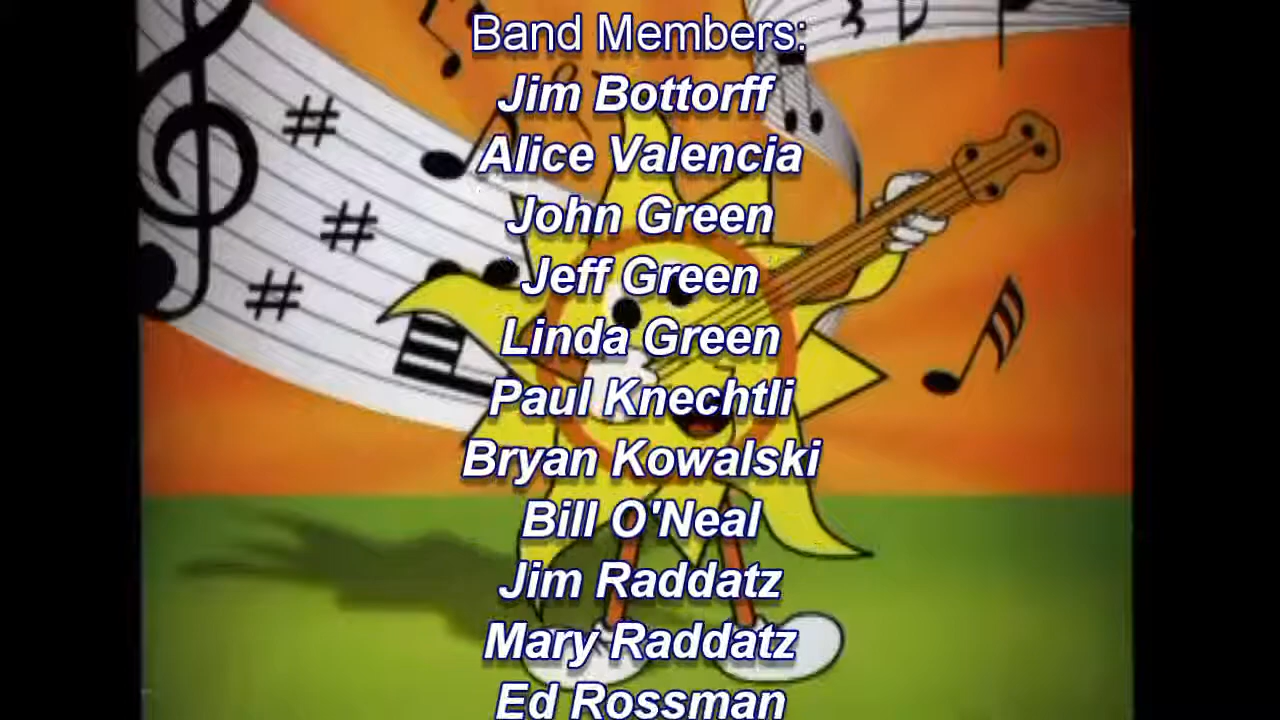 Band Members:
Jim Bottorff
Alice Valencia
John Green
Jeff Green
Linda Green
Paul Knechtli
Bryan Kowalski
Bill O'Neal
Jim Raddatz
Mary Raddatz
Ed Rossman